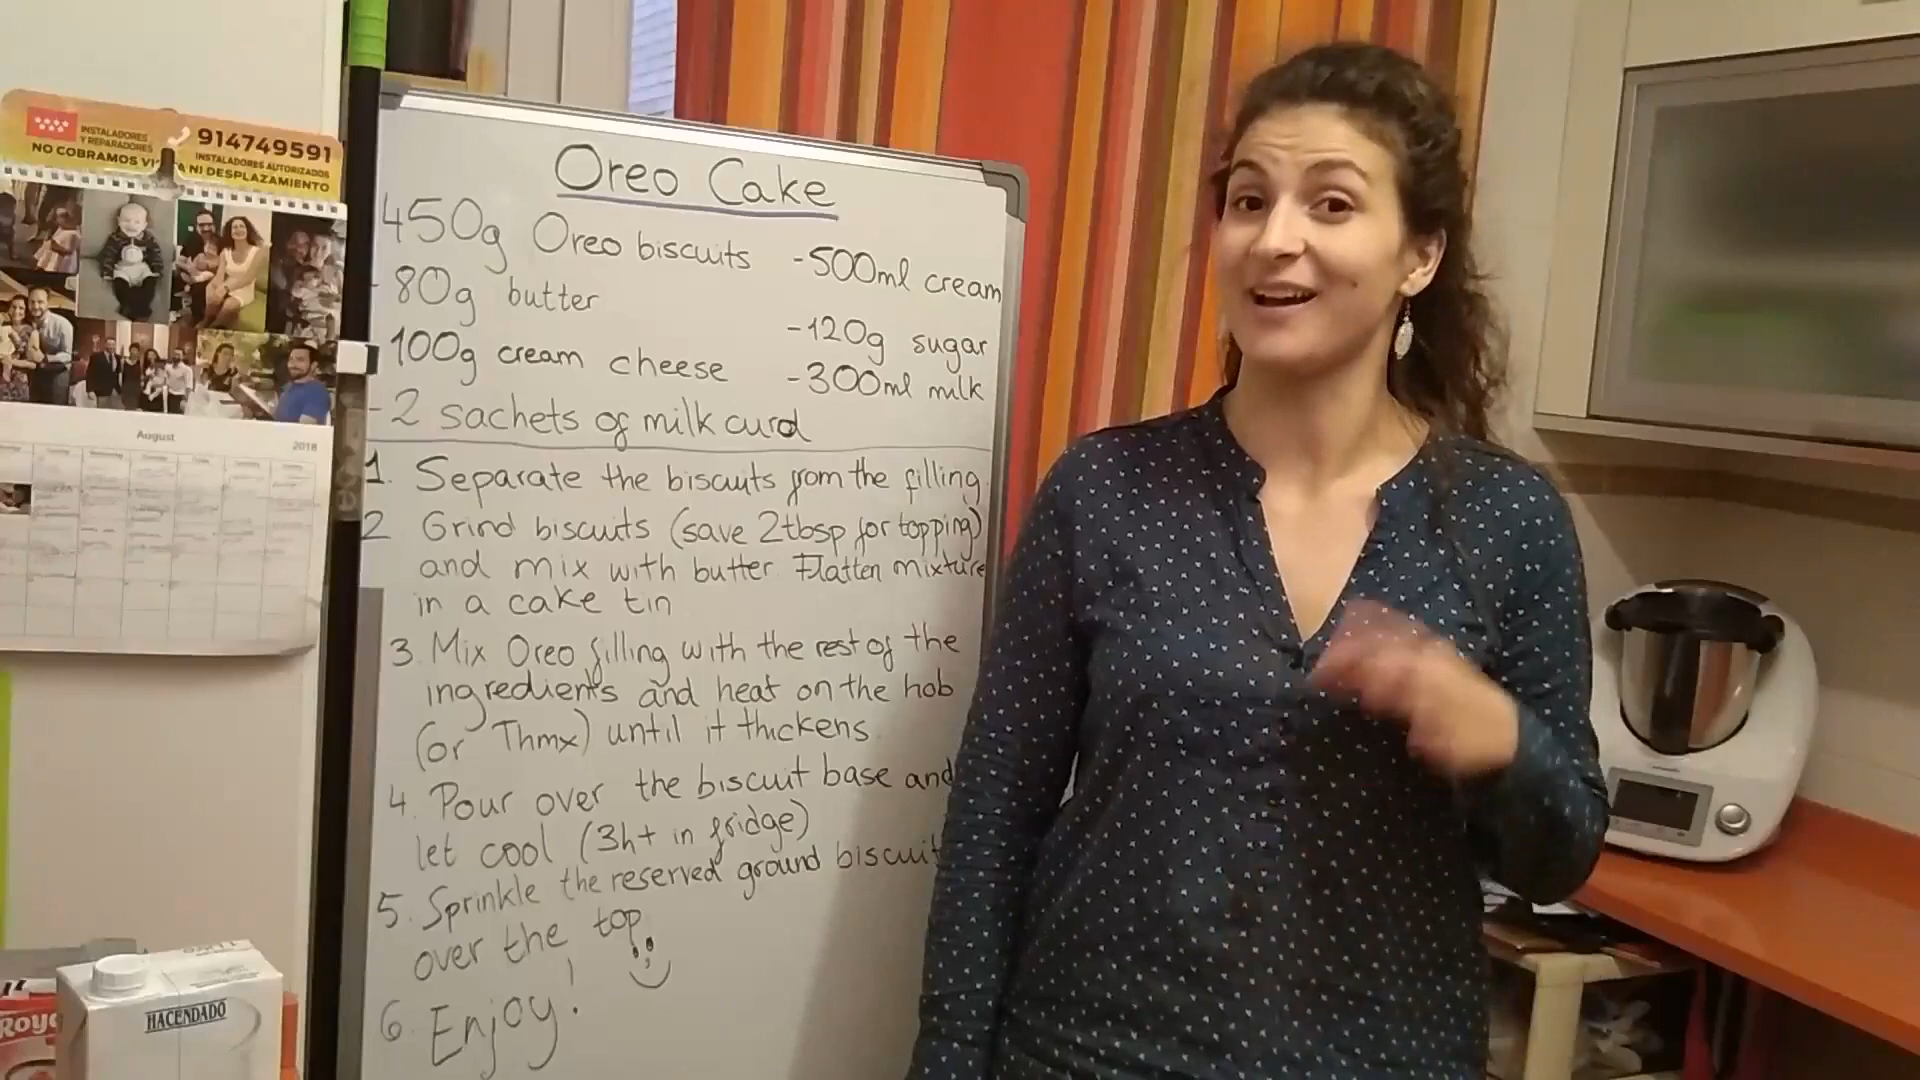 INSTALADORES
Y REPARADORES
914749591
INSTALADORES AUTORIZADOS
NO COBRAMOS NI DESPLAZAMIENTO
August
2018
Oreo Cake
450g Oreo biscuits
- 80g butter
100g cream cheese
- 2 sachets of milk curd
- 500ml cream
- 120g sugar
- 300ml milk
1. Separate the biscuits from the filling
2 Grind biscuits (save 2tbsp for topping)
and mix with butter. Flatten mixture
in a cake tin
3. Mix Oreo filling with the rest of the
ingredients and heat on the hob
(or Thmx) until it thickens.
4. Pour over the biscuit base and
let cool (3h+ in fridge)
5. Sprinkle the reserved ground biscuit
over the top
6. Enjoy!
HACENDADO